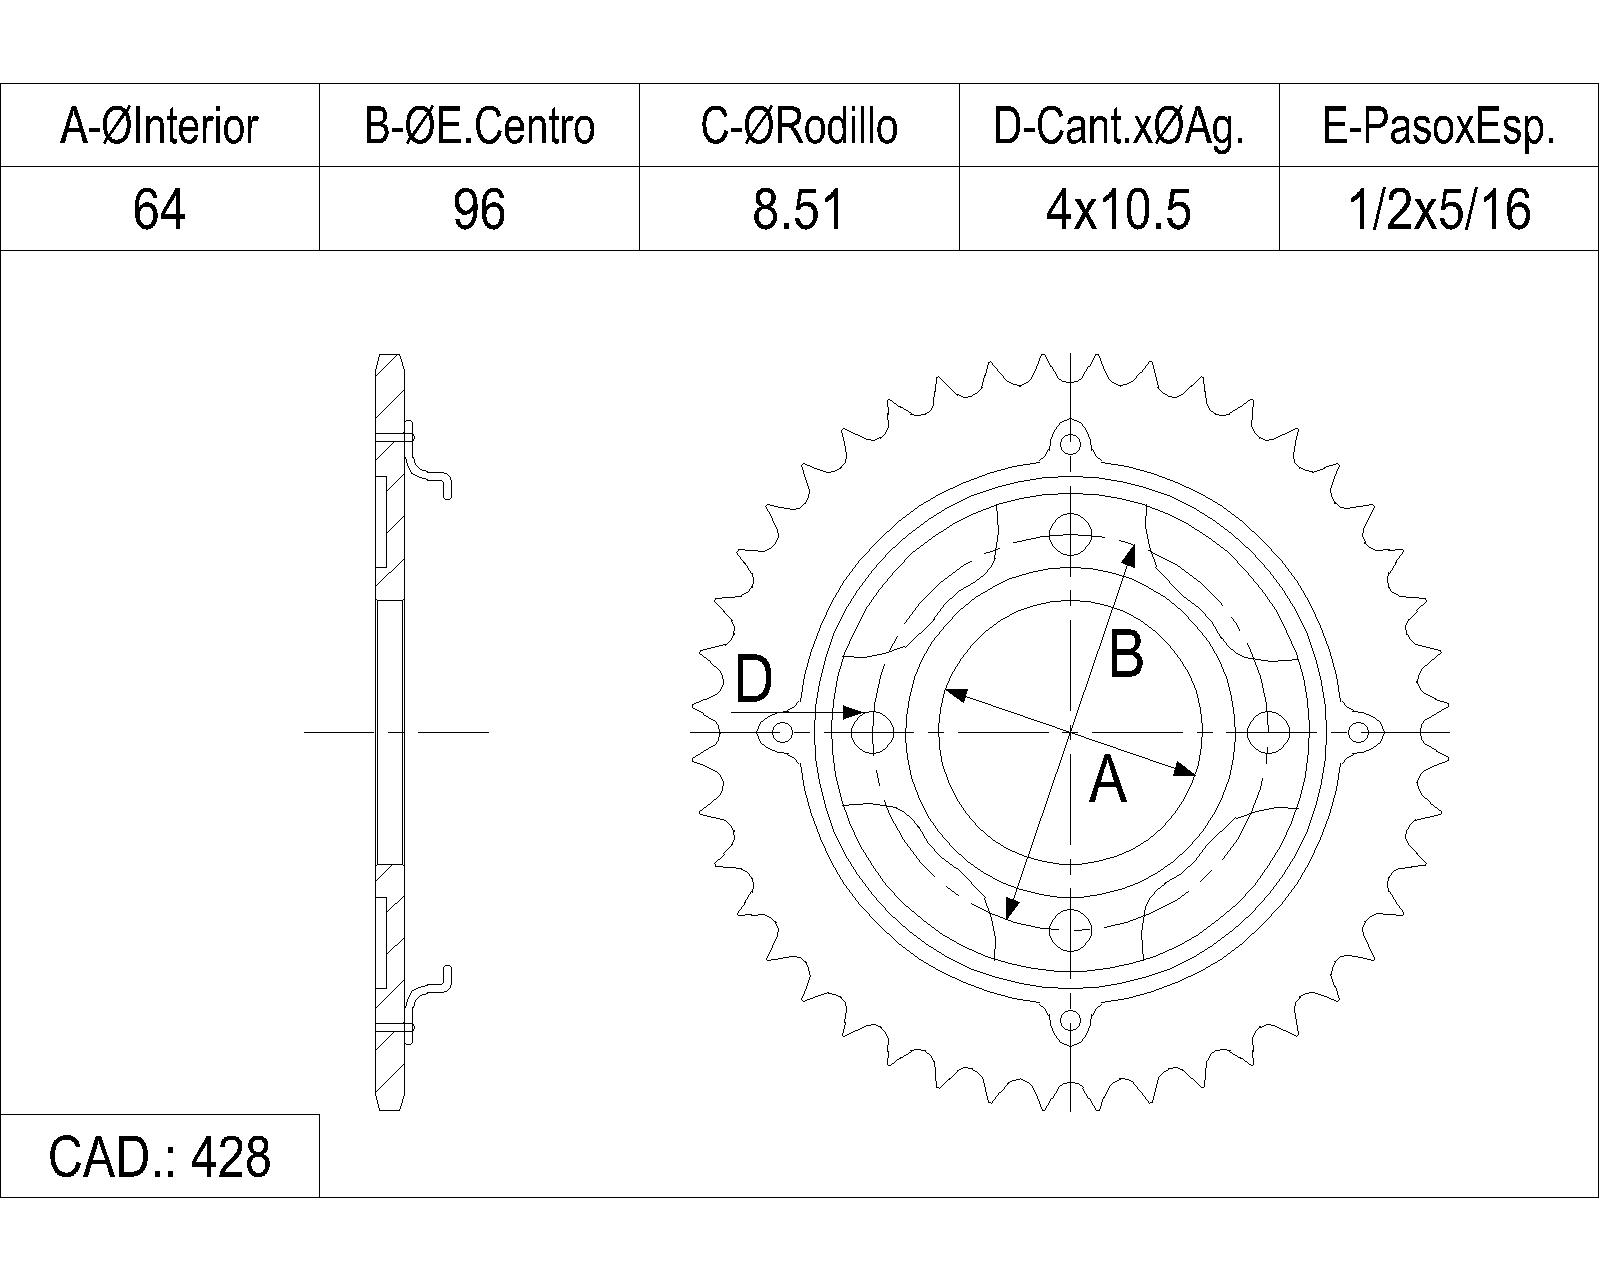 A-ØInterior B-ØE.Centro C-ØRodillo D-Cant.xØAg. E-PasoxEsp.
64 96 8.51 4x10.5 1/2x5/16
B
D
A
CAD.: 428